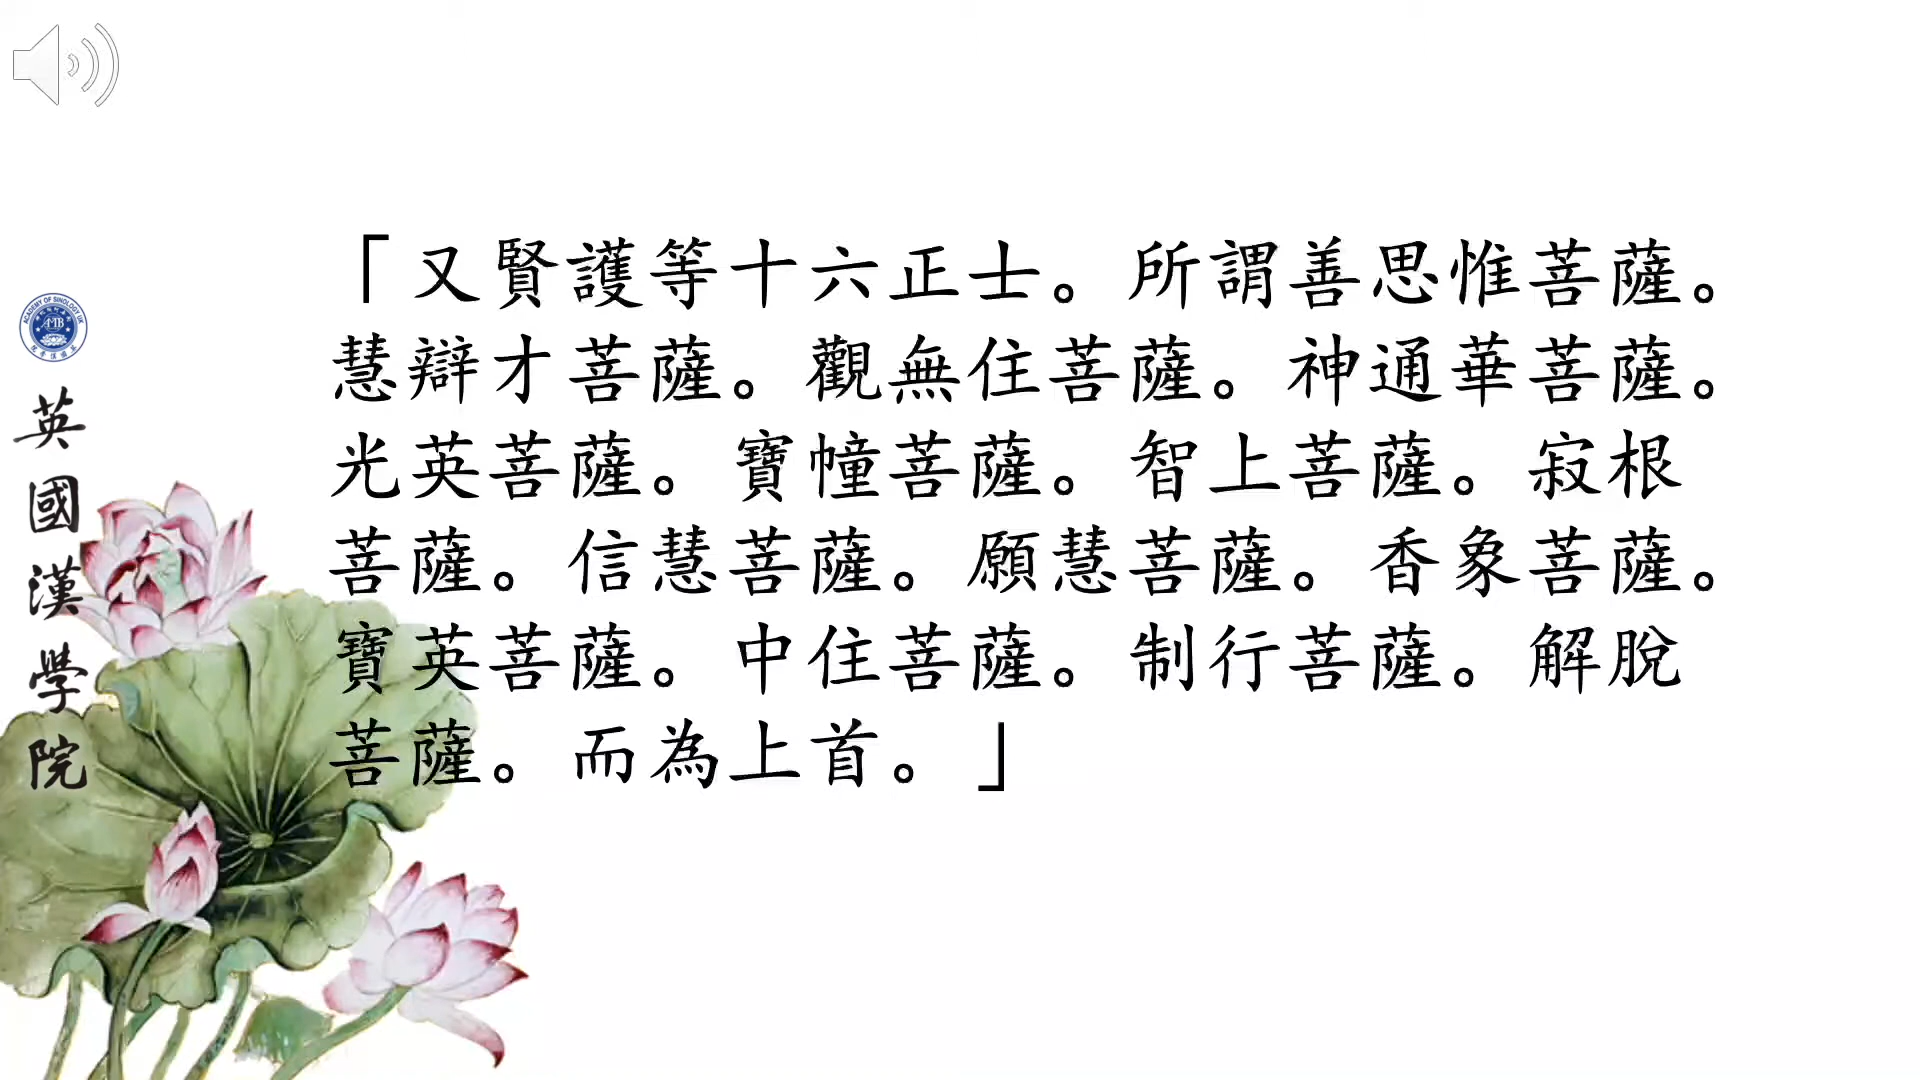 「又賢護等十六正士。所謂善思惟菩薩。
慧辯才菩薩。觀無住菩薩。神通華菩薩。
光英菩薩。寶幢菩薩。智上菩薩。寂根
菩薩。信慧菩薩。願慧菩薩。香象菩薩。
寶英菩薩。中住菩薩。制行菩薩。解脫
菩薩。而為上首。」
英國漢學院
ACADEMY OF SINOLOGY UK